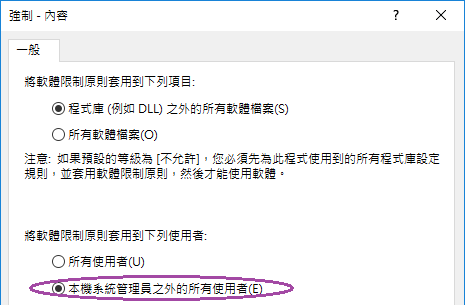 強制 - 內容
一般
將軟體限制原則套用到下列項目:
程式庫 (例如 DLL) 之外的所有軟體檔案(S)
所有軟體檔案(O)
注意: 如果預設的等級為 [不允許]，您必須先為此程式使用到的所有程式庫設定
規則，並套用軟體限制原則，然後才能使用軟體。
將軟體限制原則套用到下列使用者:
所有使用者(U)
本機系統管理員之外的所有使用者(E)